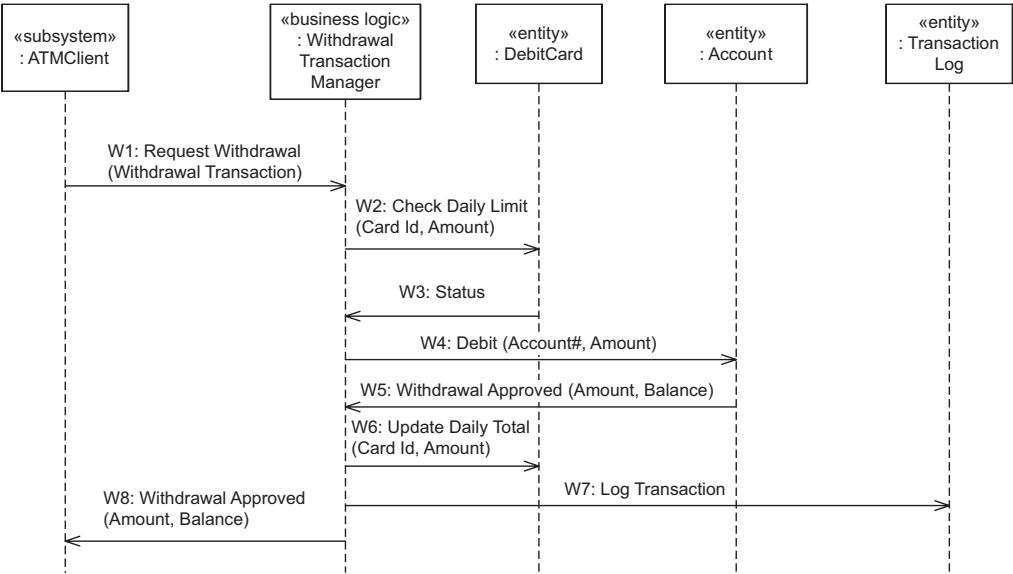 «subsystem»
: ATMClient
«business logic»
: Withdrawal
Transaction
Manager
«entity»
: DebitCard
«entity»
: Account
«entity»
: Transaction
Log
W1: Request Withdrawal
(Withdrawal Transaction)
W2: Check Daily Limit
(Card Id, Amount)
W3: Status
W4: Debit (Account#, Amount)
W5: Withdrawal Approved (Amount, Balance)
W6: Update Daily Total
(Card Id, Amount)
W7: Log Transaction
W8: Withdrawal Approved
(Amount, Balance)